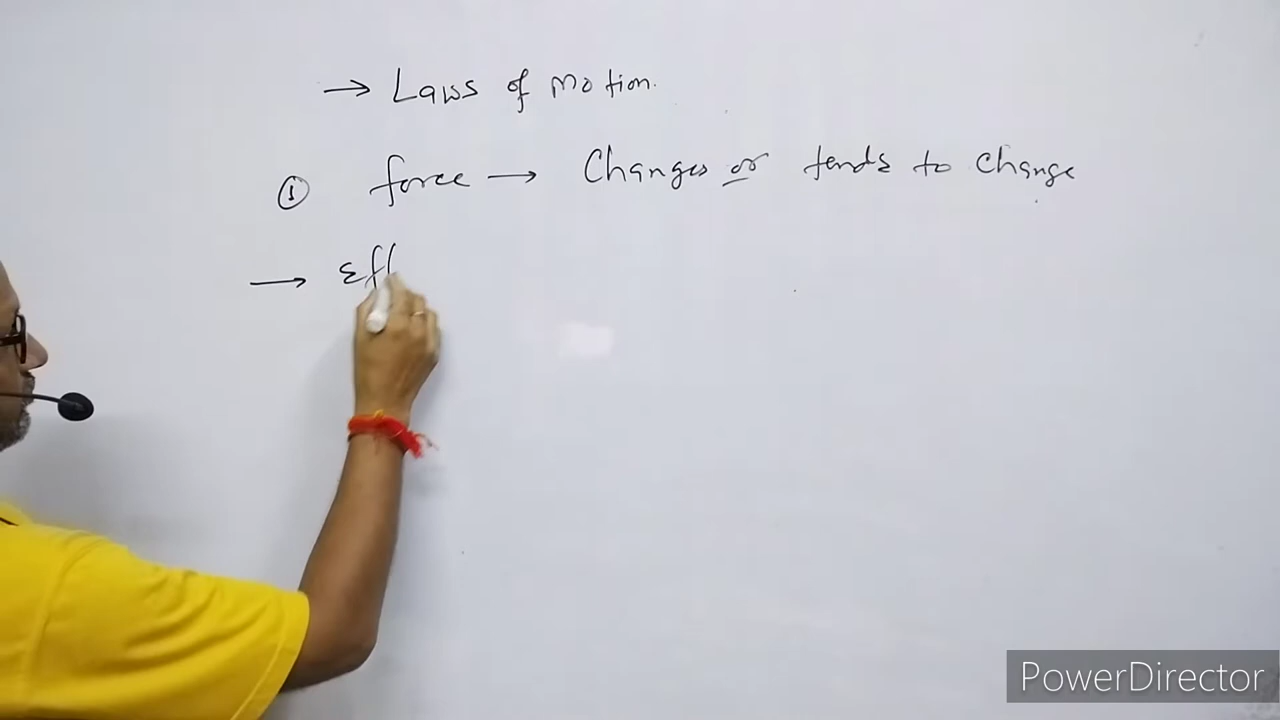 → Laws of Motion.
① force → Changes or tends to change
→ Eff
PowerDirector